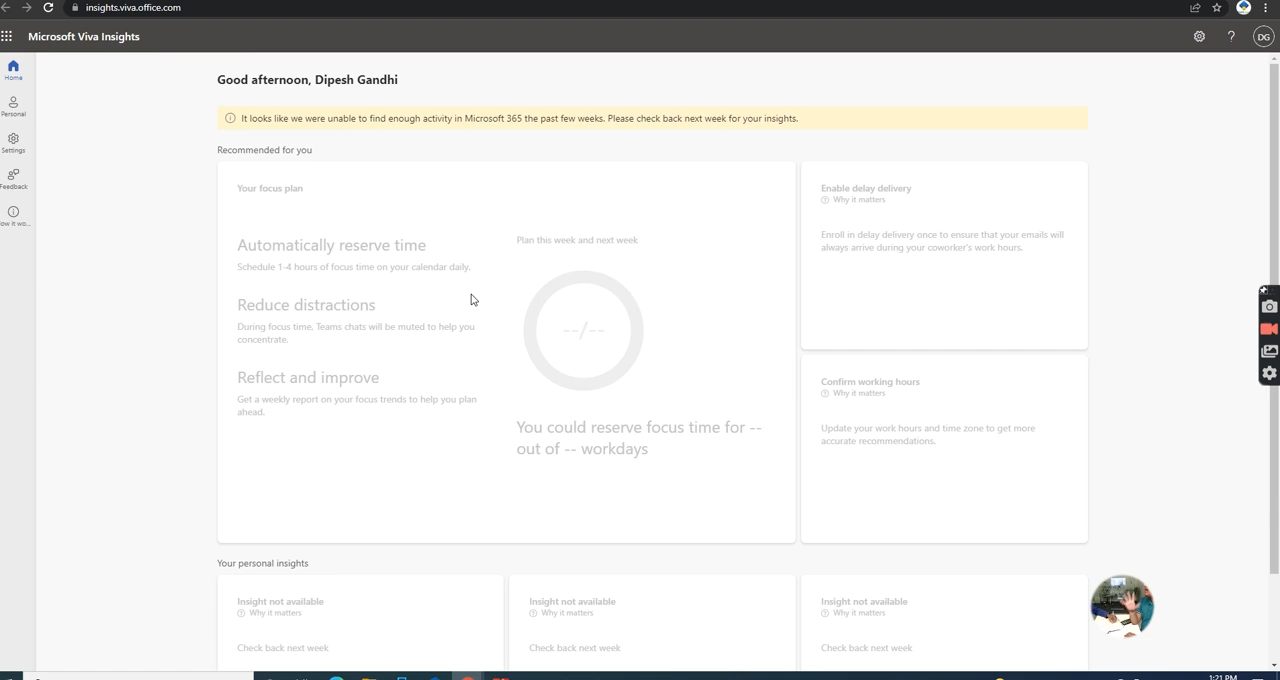 insights.viva.office.com
Microsoft Viva Insights
DG
Home
Personal
Settings
Feedback
ow it wo...
Good afternoon, Dipesh Gandhi
It looks like we were unable to find enough activity in Microsoft 365 the past few weeks. Please check back next week for your insights.
Recommended for you
Your focus plan
Automatically reserve time
Schedule 1-4 hours of focus time on your calendar daily.
Reduce distractions
During focus time, Teams chats will be muted to help you
concentrate.
Reflect and improve
Get a weekly report on your focus trends to help you plan
ahead.
Plan this week and next week
--/--
You could reserve focus time for --
out of -- workdays
Enable delay delivery
Why it matters
Enroll in delay delivery once to ensure that your emails will
always arrive during your coworker's work hours.
Confirm working hours
Why it matters
Update your work hours and time zone to get more
accurate recommendations.
Your personal insights
Insight not available
Why it matters
Check back next week
Insight not available
Why it matters
Check back next week
Insight not available
Why it matters
Check back next week
1:21 PM